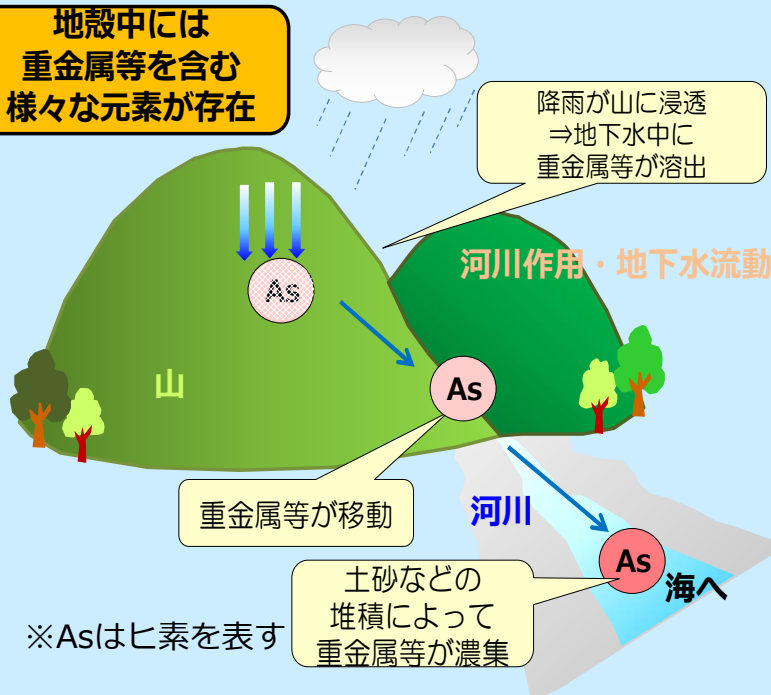 地殻中には
重金属等を含む
様々な元素が存在
降雨が山に浸透
⇒地下水中に
重金属等が溶出
河川作用・地下水流動
As
As
山
重金属等が移動
河川
As
海へ
土砂などの
堆積によって
重金属等が濃集
※Asはヒ素を表す